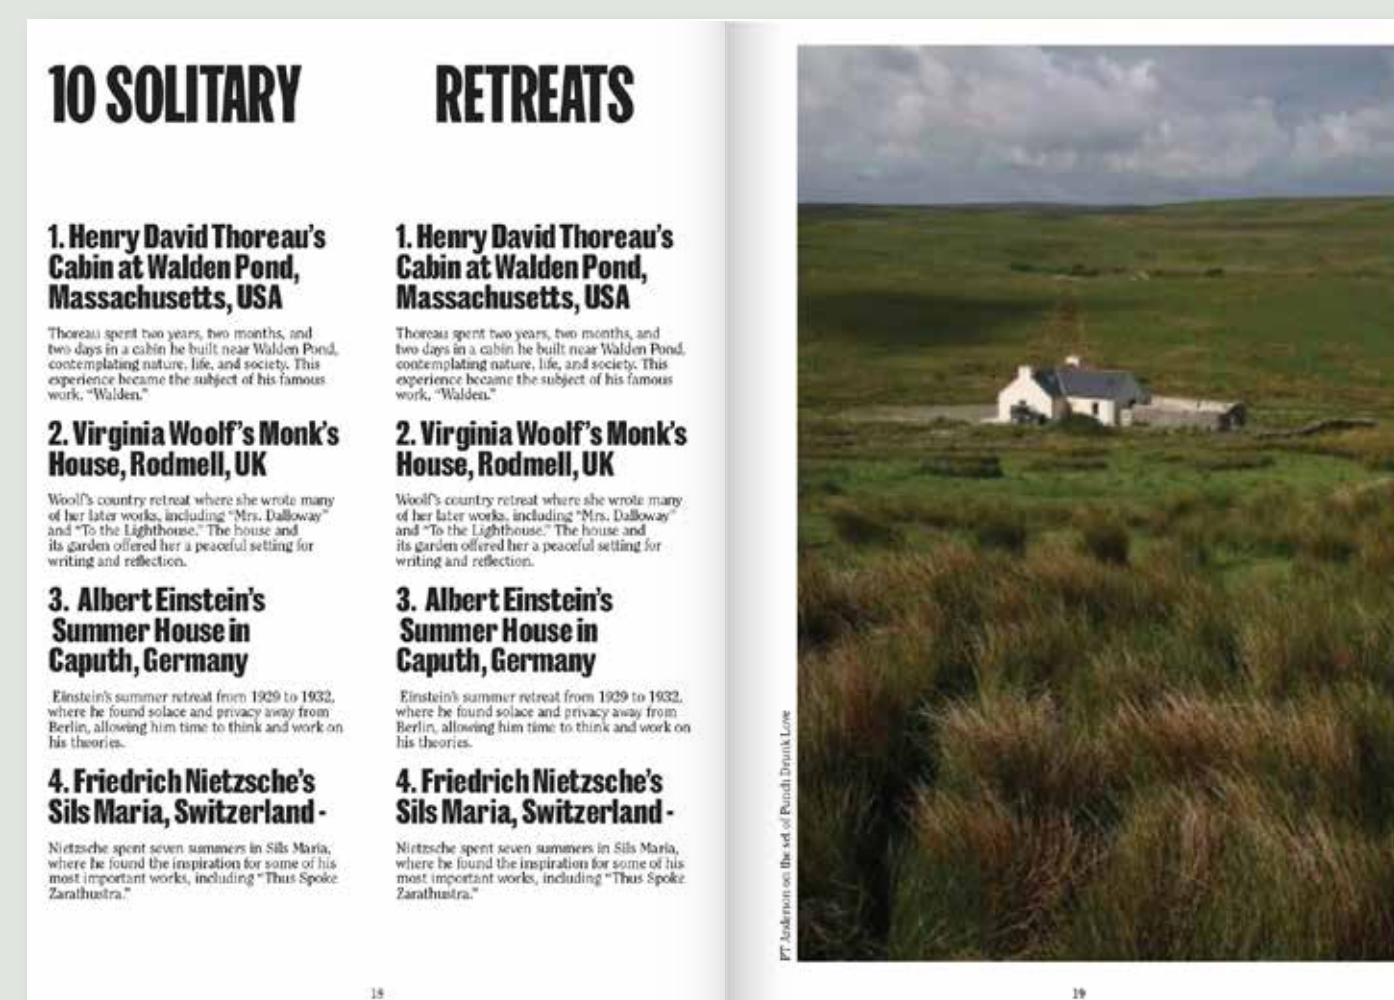 10 SOLITARY RETREATS
1. Henry David Thoreau's
Cabin at Walden Pond,
Massachusetts, USA
Thoreau spent two years, two months, and
two days in a cabin he built near Walden Pond,
contemplating nature, life, and society. This
experience became the subject of his famous
work, "Walden."
2. Virginia Woolf's Monk's
House, Rodmell, UK
Woolf's country retreat where she wrote many
of her later works, including "Mrs. Dalloway"
and "To the Lighthouse." The house and
its garden offered her a peaceful setting for
writing and reflection.
3. Albert Einstein's
Summer House in
Caputh, Germany
Einstein's summer retreat from 1929 to 1932,
where he found solace and privacy away from
Berlin, allowing him time to think and work on
his theories.
4. Friedrich Nietzsche's
Sils Maria, Switzerland -
Nietzsche spent seven summers in Sils Maria,
where he found the inspiration for some of his
most important works, including "Thus Spoke
Zarathustra."
1. Henry David Thoreau's
Cabin at Walden Pond,
Massachusetts, USA
Thoreau spent two years, two months, and
two days in a cabin he built near Walden Pond,
contemplating nature, life, and society. This
experience became the subject of his famous
work, "Walden."
2. Virginia Woolf's Monk's
House, Rodmell, UK
Woolf's country retreat where she wrote many
of her later works, including "Mrs. Dalloway"
and "To the Lighthouse." The house and
its garden offered her a peaceful setting for
writing and reflection.
3. Albert Einstein's
Summer House in
Caputh, Germany
Einstein's summer retreat from 1929 to 1932,
where he found solace and privacy away from
Berlin, allowing him time to think and work on
his theories.
4. Friedrich Nietzsche's
Sils Maria, Switzerland -
Nietzsche spent seven summers in Sils Maria,
where he found the inspiration for some of his
most important works, including "Thus Spoke
Zarathustra."
18
PT Anderson on the set of Punch Drunk Love
19